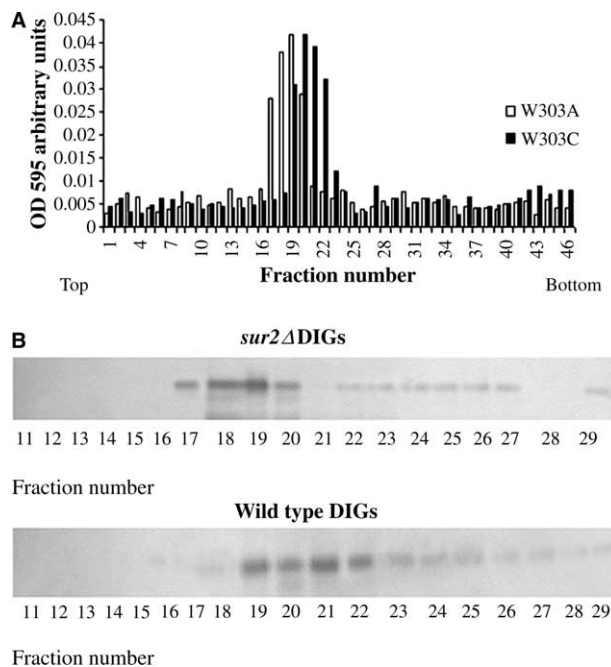 A
OD 595 arbitrary units
0.045
0.04
0.035
0.03
0.025
0.02
0.015
0.01
0.005
0
W303A
W303C
1 4 7 10 13 16 19 22 25 28 31 34 37 40 43 46
Fraction number
Top Bottom
B
sur2ΔDIGs
11 12 13 14 15 16 17 18 19 20 21 22 23 24 25 26 27 28 29
Fraction number
Wild type DIGs
11 12 13 14 15 16 17 18 19 20 21 22 23 24 25 26 27 28 29
Fraction number